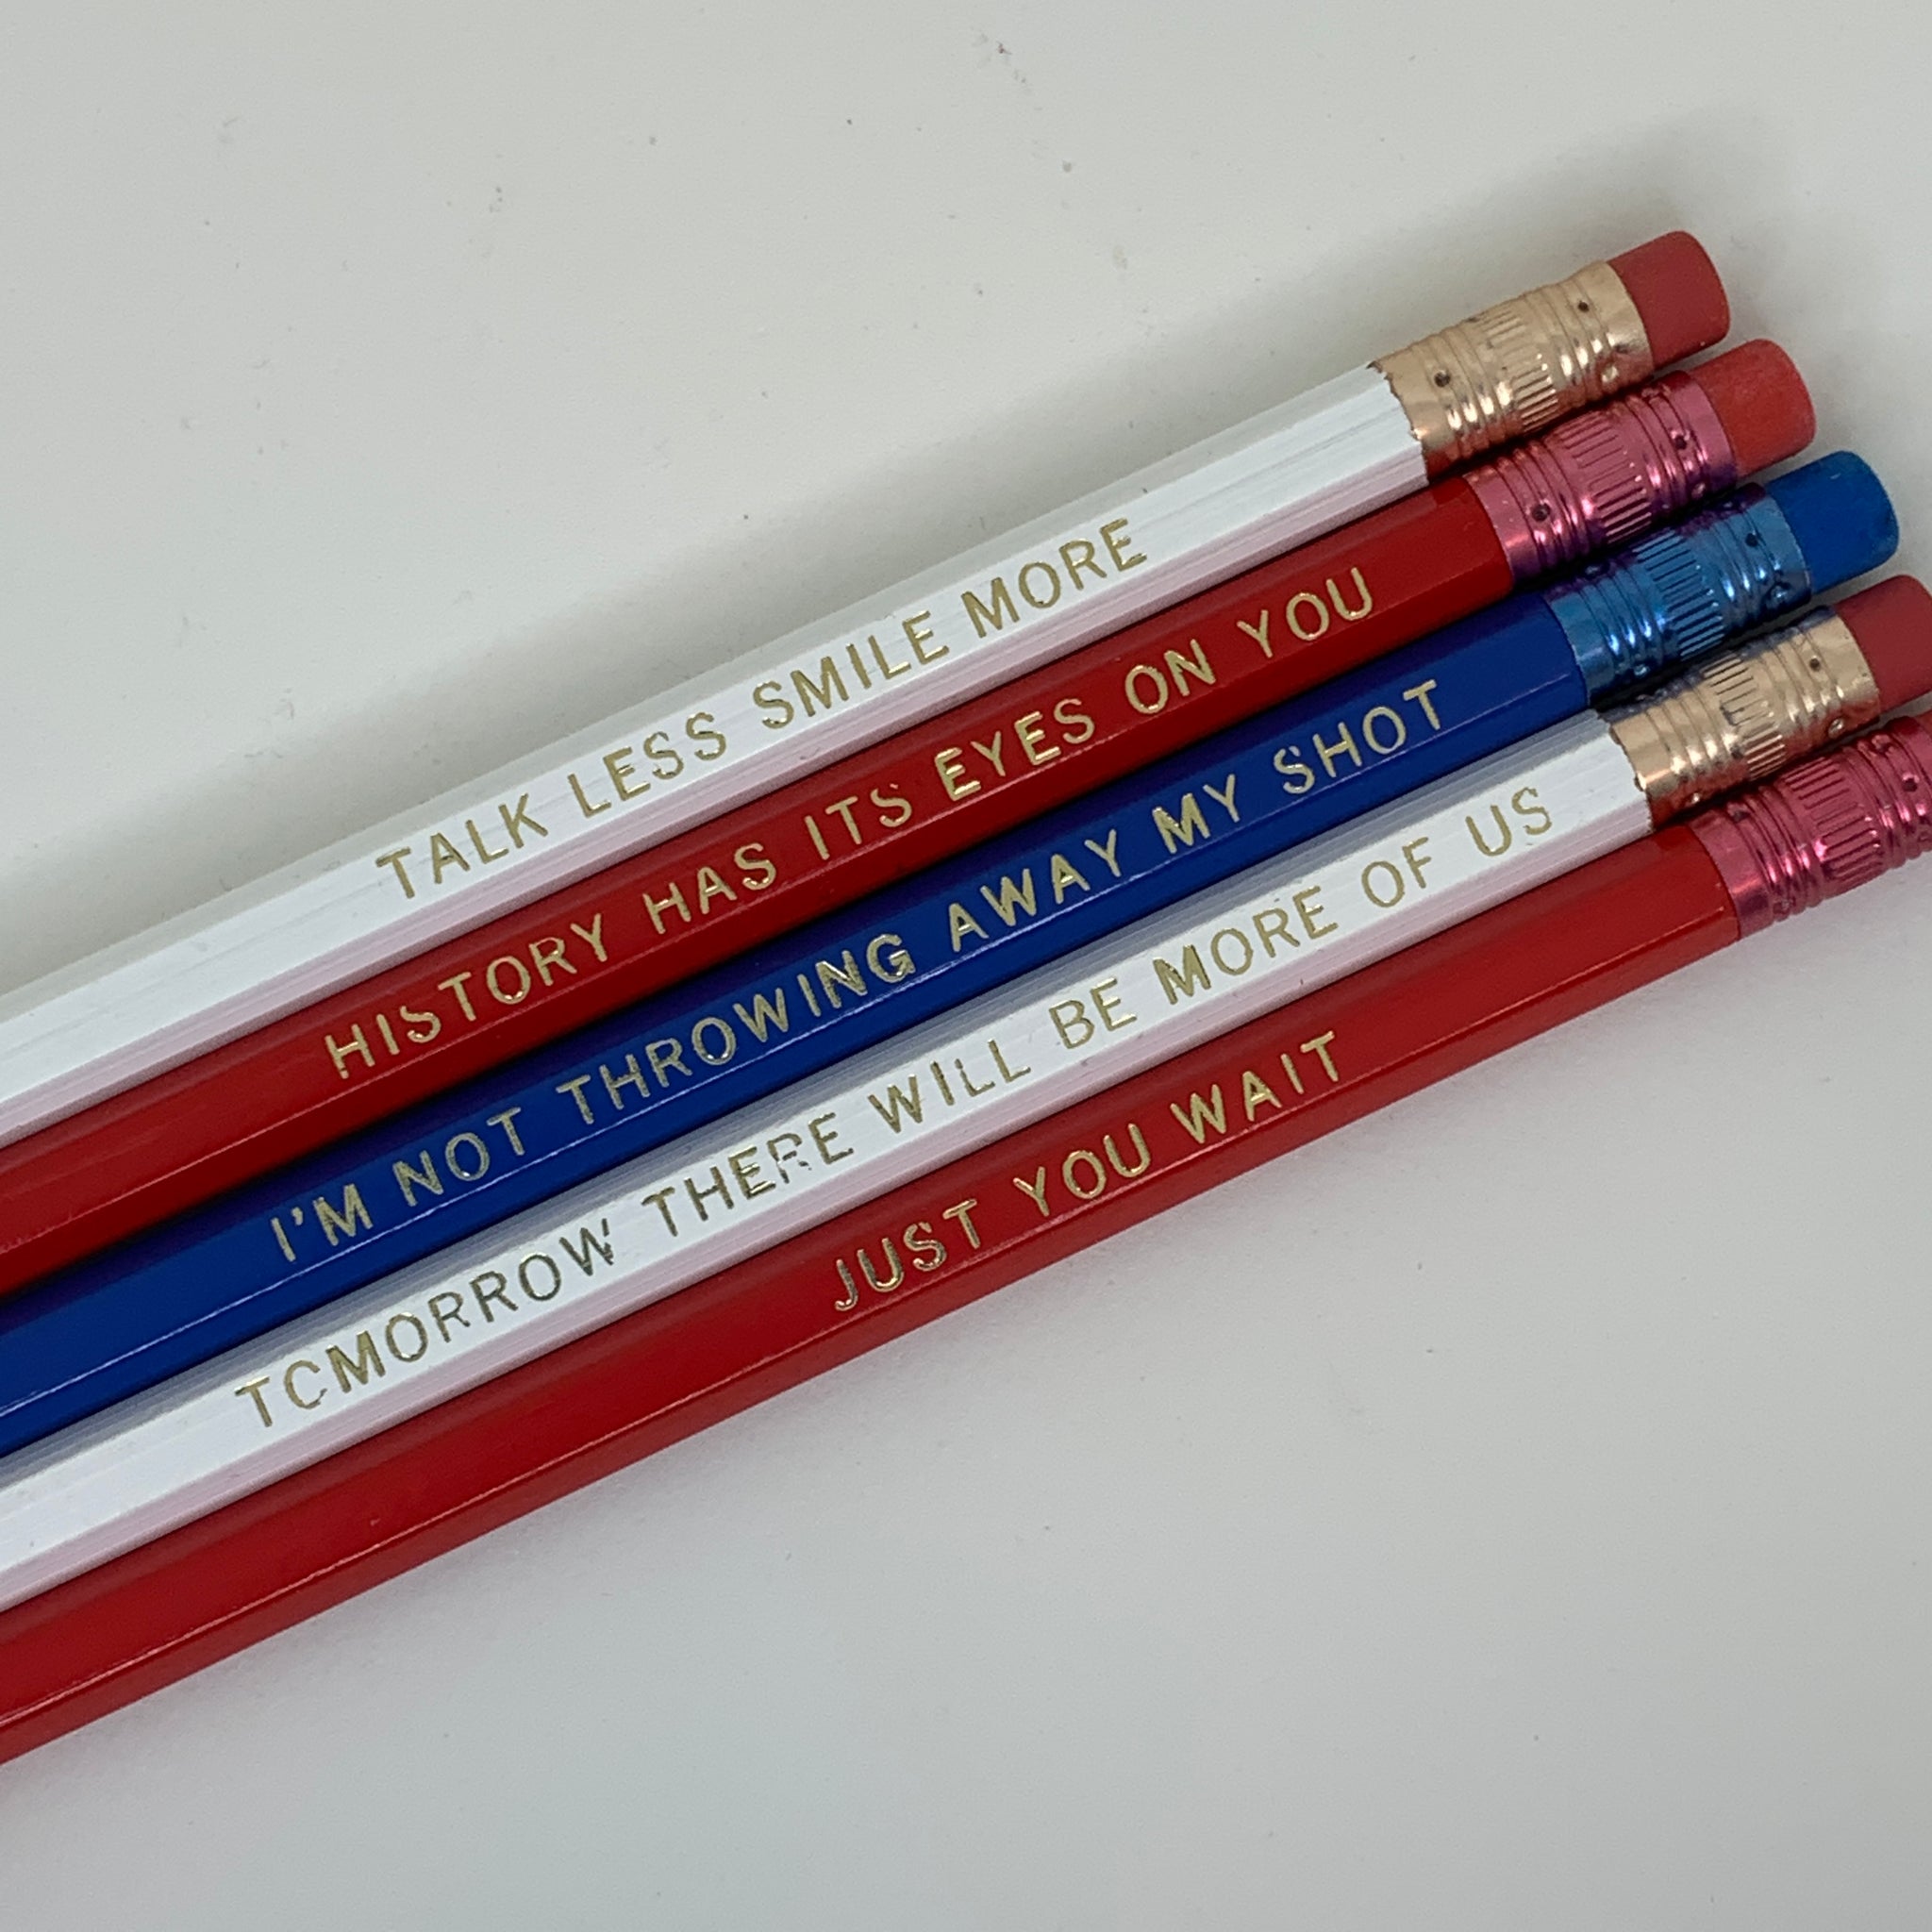 TALK LESS SMILE MORE
HISTORY HAS ITS EYES ON YOU
I'M NOT THROWING AWAY MY SHOT
TOMORROW THERE WILL BE MORE OF US
JUST YOU WAIT